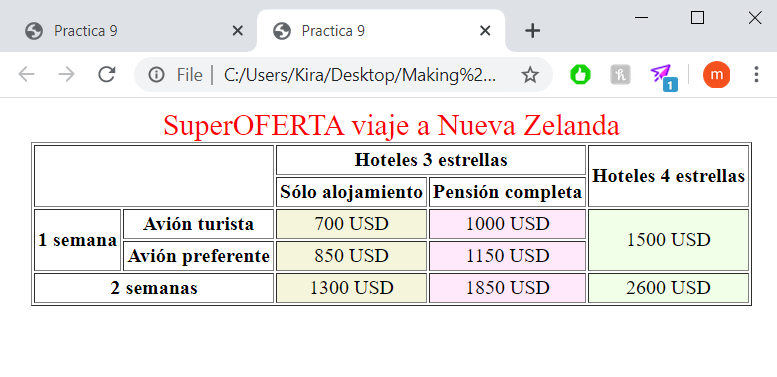 Practica 9
Practica 9
File | C:/Users/Kira/Desktop/Making%2...
1
m
SuperOFERTA viaje a Nueva Zelanda
Hoteles 3 estrellas
Hoteles 4 estrellas
Sólo alojamiento Pensión completa
1 semana
Avión turista 700 USD 1000 USD
1500 USD
Avión preferente 850 USD 1150 USD
2 semanas 1300 USD 1850 USD 2600 USD